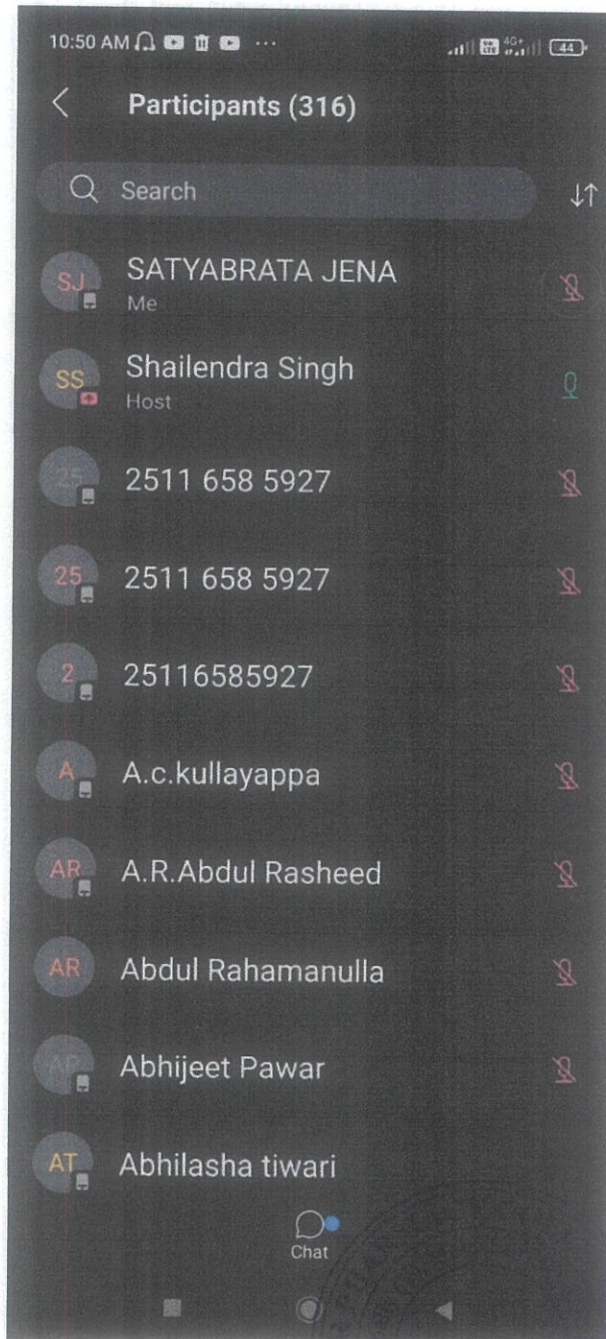 10:50 AM
4G+
44
Participants (316)
Search
SJ
SATYABRATA JENA
Me
SS
Shailendra Singh
Host
25
2511 658 5927
25
2511 658 5927
2
25116585927
A
A.c.kullayappa
AR
A.R.Abdul Rasheed
AR
Abdul Rahamanulla
AP
Abhijeet Pawar
AT
Abhilasha tiwari
Chat